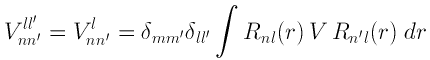 $V_{nn'}^{ll'} = V_{nn'}^{l} = \delta_{mm'}\delta_{ll'} \int R_{nl}(r)\, V\, R_{n'l}(r)\; dr$